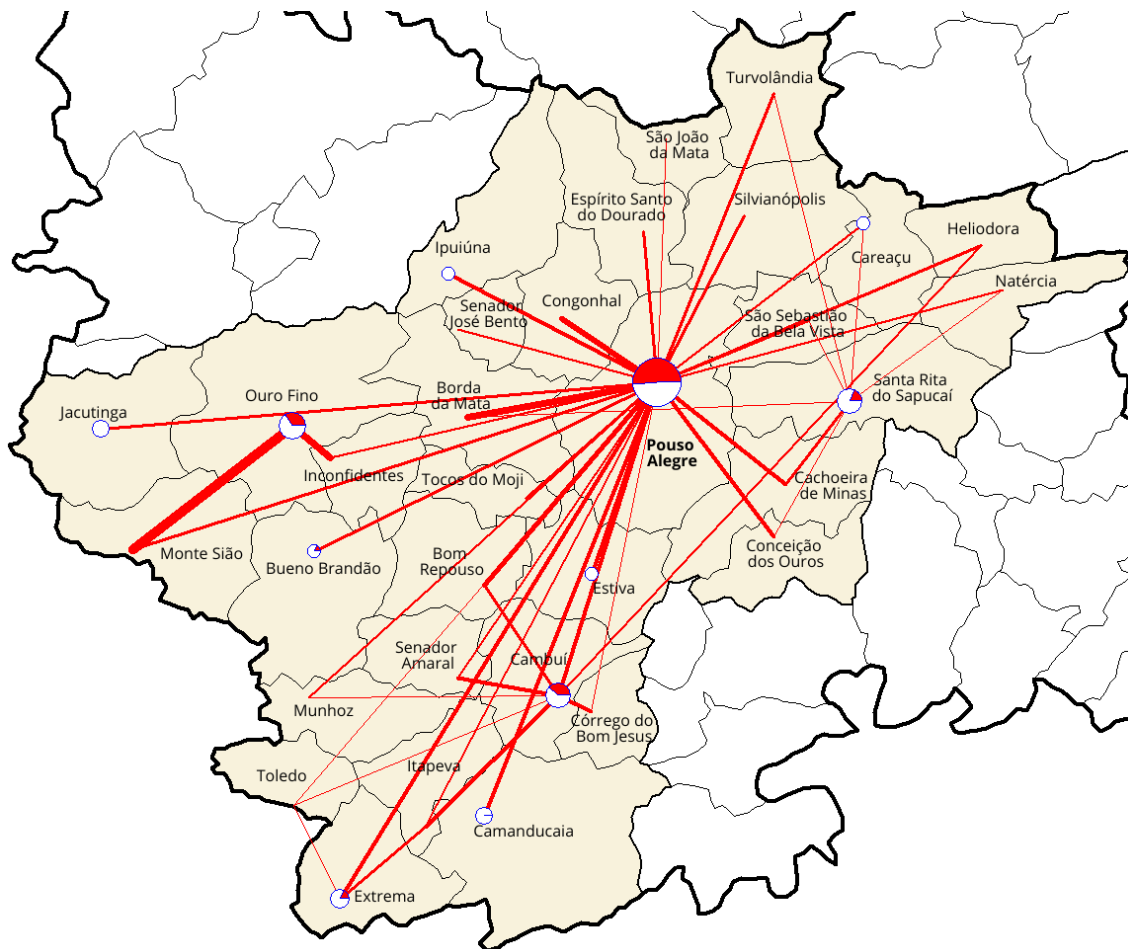 Turvolândia
São João
da Mata
Espírito Santo
do Dourado
Silvianópolis
Heliodora
Ipuiúna
Careaçu
Natércia
Senador
José Bento
Congonhal
São Sebastião
da Bela Vista
Jacutinga
Ouro Fino
Borda
da Mata
Santa Rita
do Sapucaí
Pouso
Alegre
Inconfidentes
Tocos do Moji
Cachoeira
de Minas
Monte Sião
Bueno Brandão
Bom
Repouso
Conceição
dos Ouros
Estiva
Senador
Amaral
Cambuí
Munhoz
Córrego do
Bom Jesus
Toledo
Itapeva
Camanducaia
Extrema